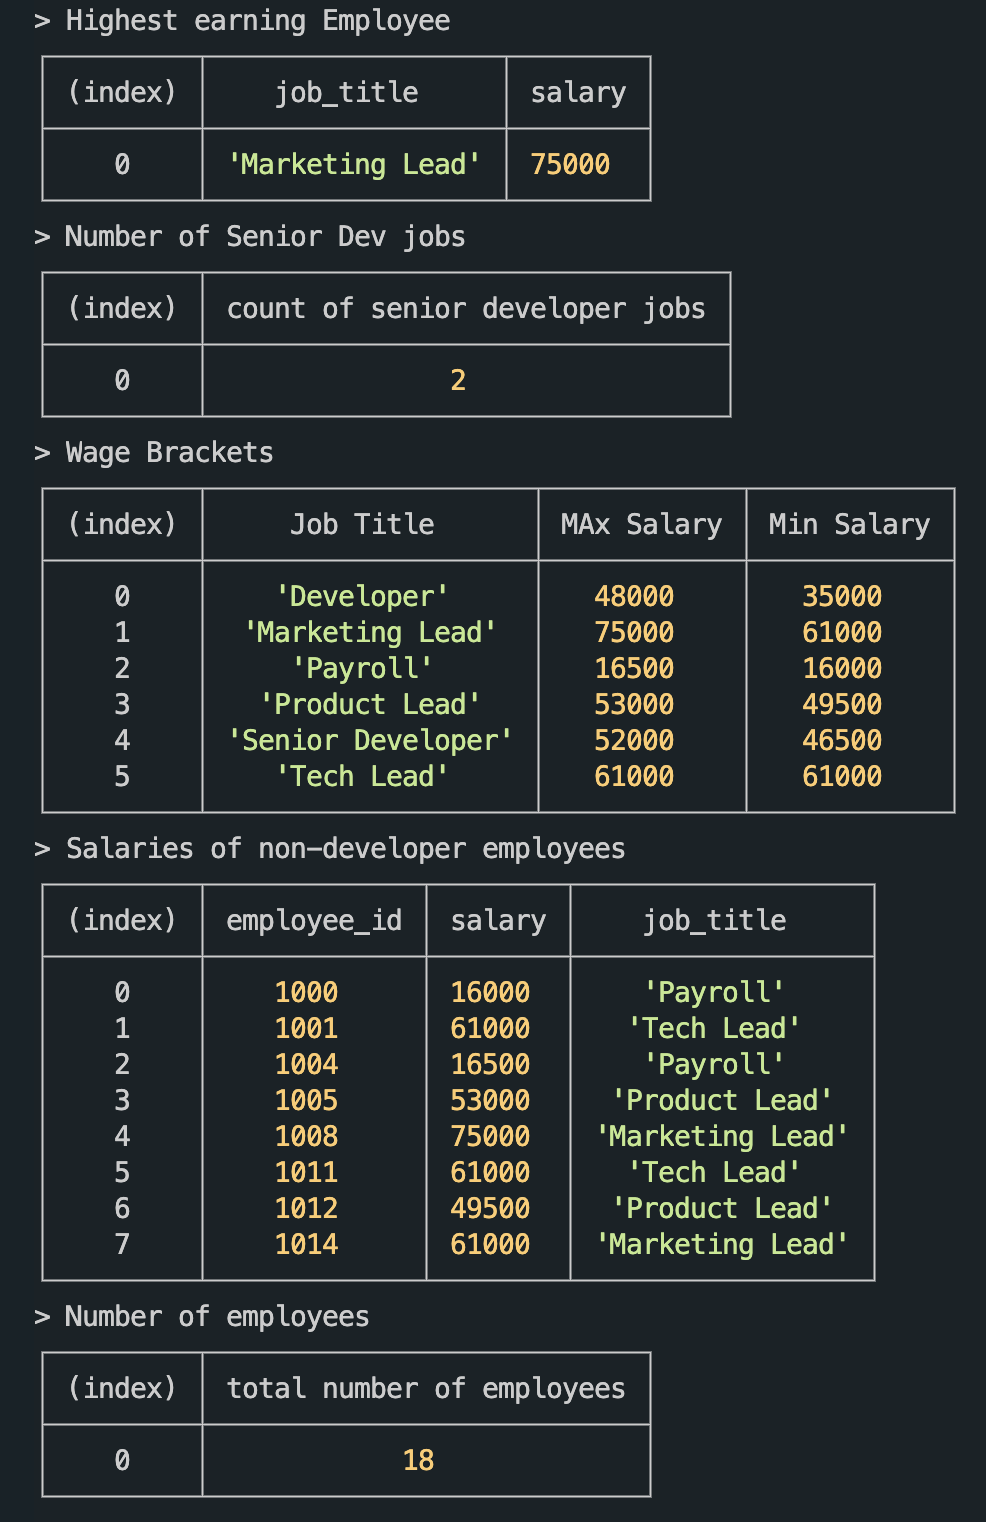 > Highest earning Employee
(index) job_title salary
0 'Marketing Lead' 75000
> Number of Senior Dev jobs
(index) count of senior developer jobs
0 2
> Wage Brackets
(index) Job Title MAx Salary Min Salary
0 'Developer' 48000 35000
1 'Marketing Lead' 75000 61000
2 'Payroll' 16500 16000
3 'Product Lead' 53000 49500
4 'Senior Developer' 52000 46500
5 'Tech Lead' 61000 61000
> Salaries of non-developer employees
(index) employee_id salary job_title
0 1000 16000 'Payroll'
1 1001 61000 'Tech Lead'
2 1004 16500 'Payroll'
3 1005 53000 'Product Lead'
4 1008 75000 'Marketing Lead'
5 1011 61000 'Tech Lead'
6 1012 49500 'Product Lead'
7 1014 61000 'Marketing Lead'
> Number of employees
(index) total number of employees
0 18